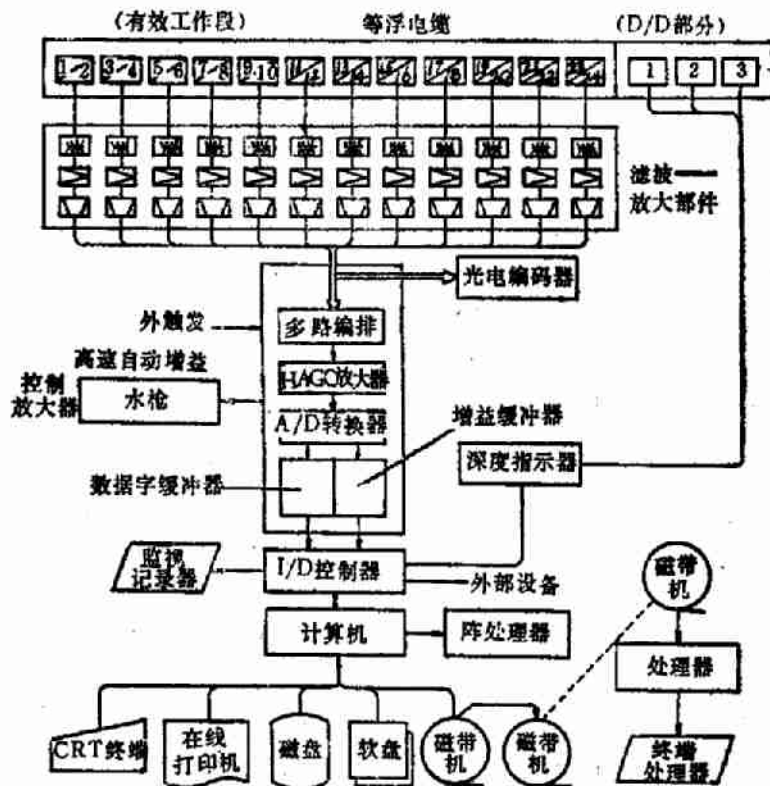 (有效工作段)
等浮电缆
(D/D部分)
1-2
3-4
5-6
7-8
9-10
1
2
3
滤波
放大部件
光电编码器
外触发
多路编排
高速自动增益
HAGC放大器
控制
放大器
水枪
A/D转换器
增益缓冲器
数据字缓冲器
深度指示器
监视
记录器
I/D控制器
外部设备
磁带
机
计算机
阵处理器
处理器
CRT终端
在线
打印机
磁盘
软盘
磁带
机
磁带
机
终端
处理器